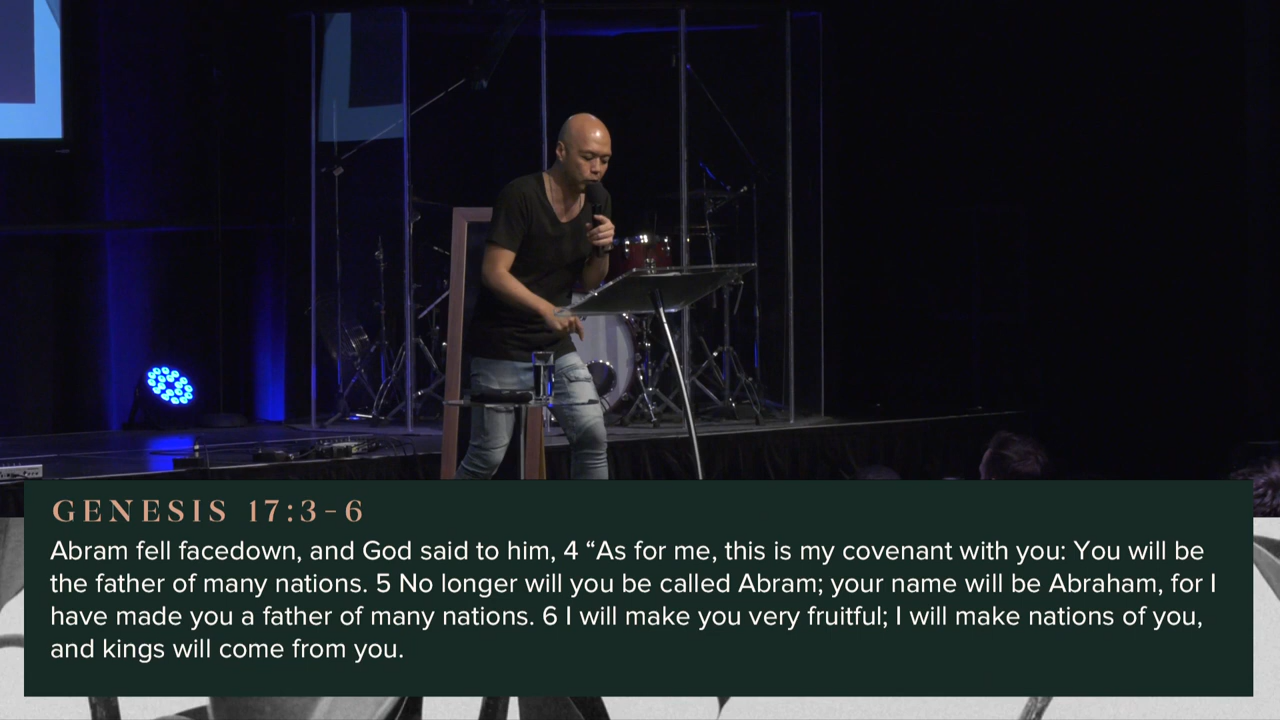 GENESIS 17:3-6
Abram fell facedown, and God said to him, 4 “As for me, this is my covenant with you: You will be
the father of many nations. 5 No longer will you be called Abram; your name will be Abraham, for I
have made you a father of many nations. 6 I will make you very fruitful; I will make nations of you,
and kings will come from you.